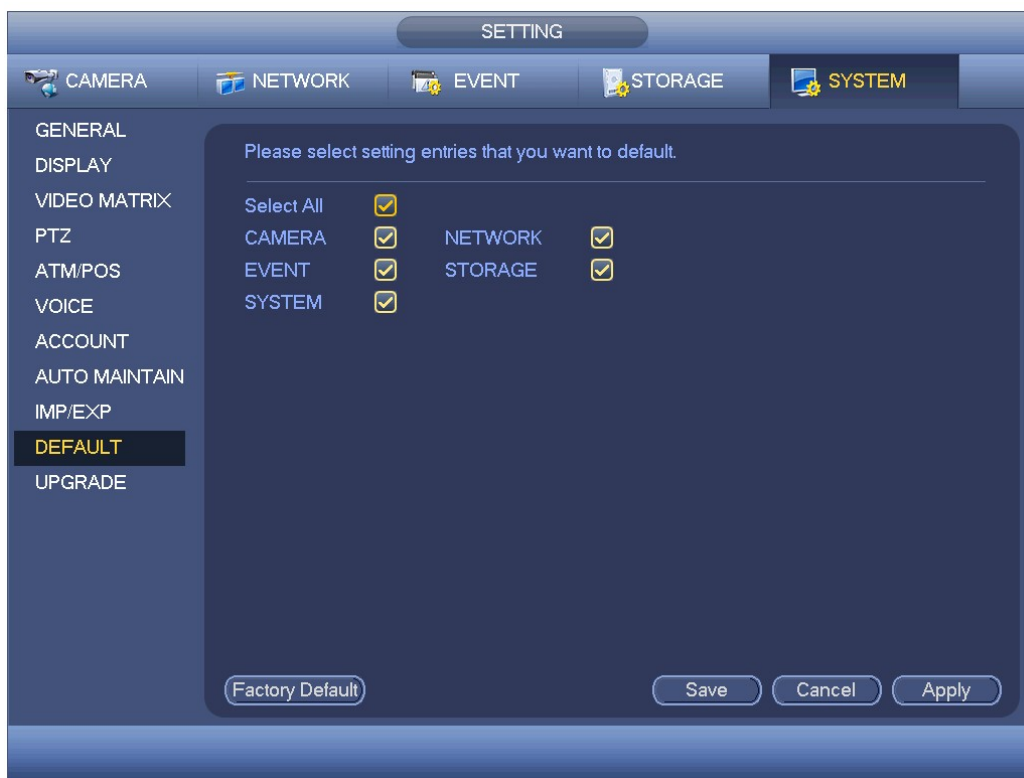 SETTING
CAMERA NETWORK EVENT STORAGE SYSTEM
GENERAL
DISPLAY
VIDEO MATRIX
PTZ
ATM/POS
VOICE
ACCOUNT
AUTO MAINTAIN
IMP/EXP
DEFAULT
UPGRADE
Please select setting entries that you want to default.
Select All
CAMERA NETWORK
EVENT STORAGE
SYSTEM
Factory Default Save Cancel Apply